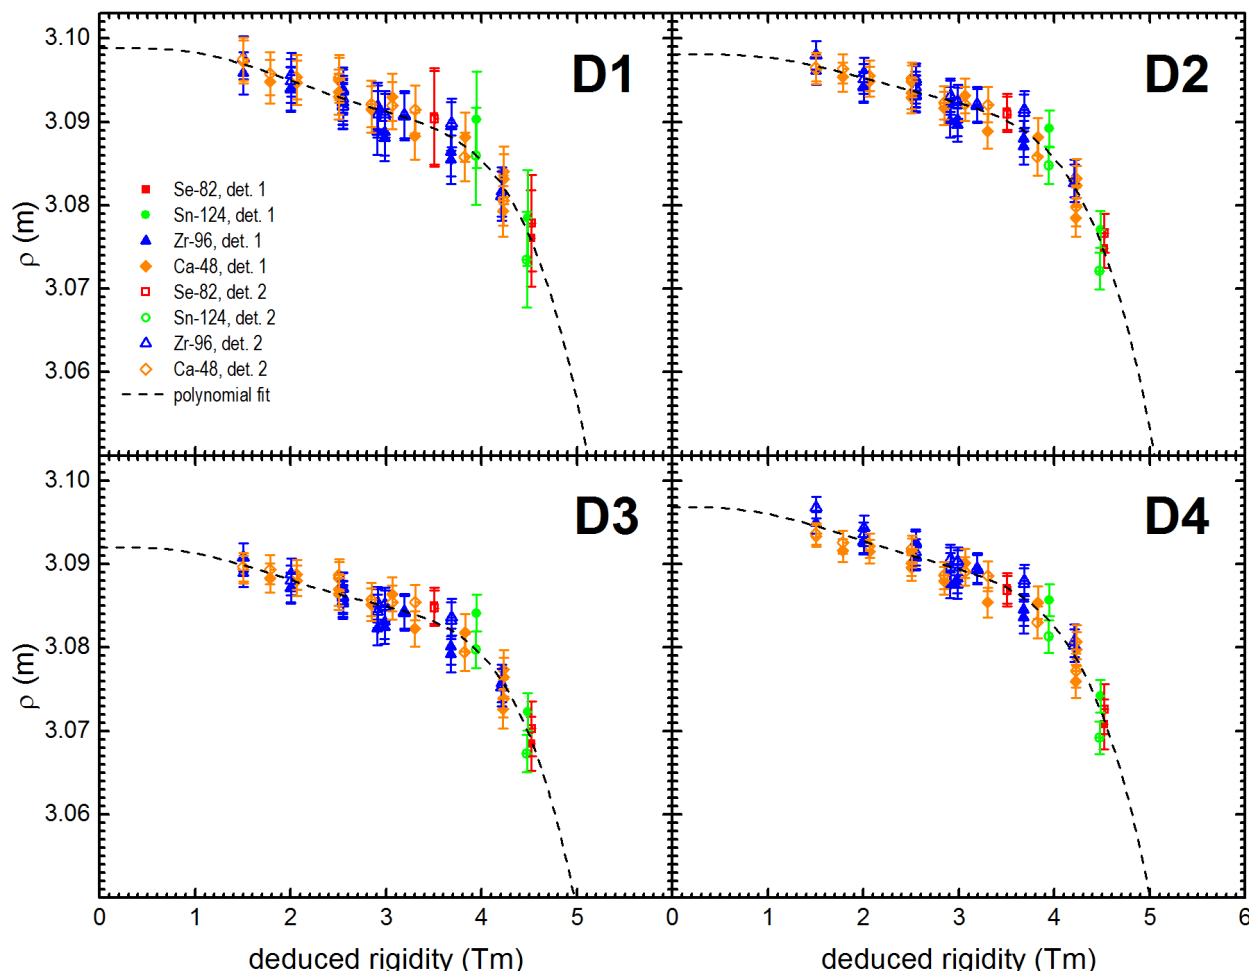 3.10
3.09
3.08
3.07
3.06
ρ (m)
D1
D2
Se-82, det. 1
Sn-124, det. 1
Zr-96, det. 1
Ca-48, det. 1
Se-82, det. 2
Sn-124, det. 2
Zr-96, det. 2
Ca-48, det. 2
polynomial fit
3.10
3.09
3.08
3.07
3.06
ρ (m)
D3
D4
0 1 2 3 4 5 0 1 2 3 4 5 6
deduced rigidity (Tm) deduced rigidity (Tm)